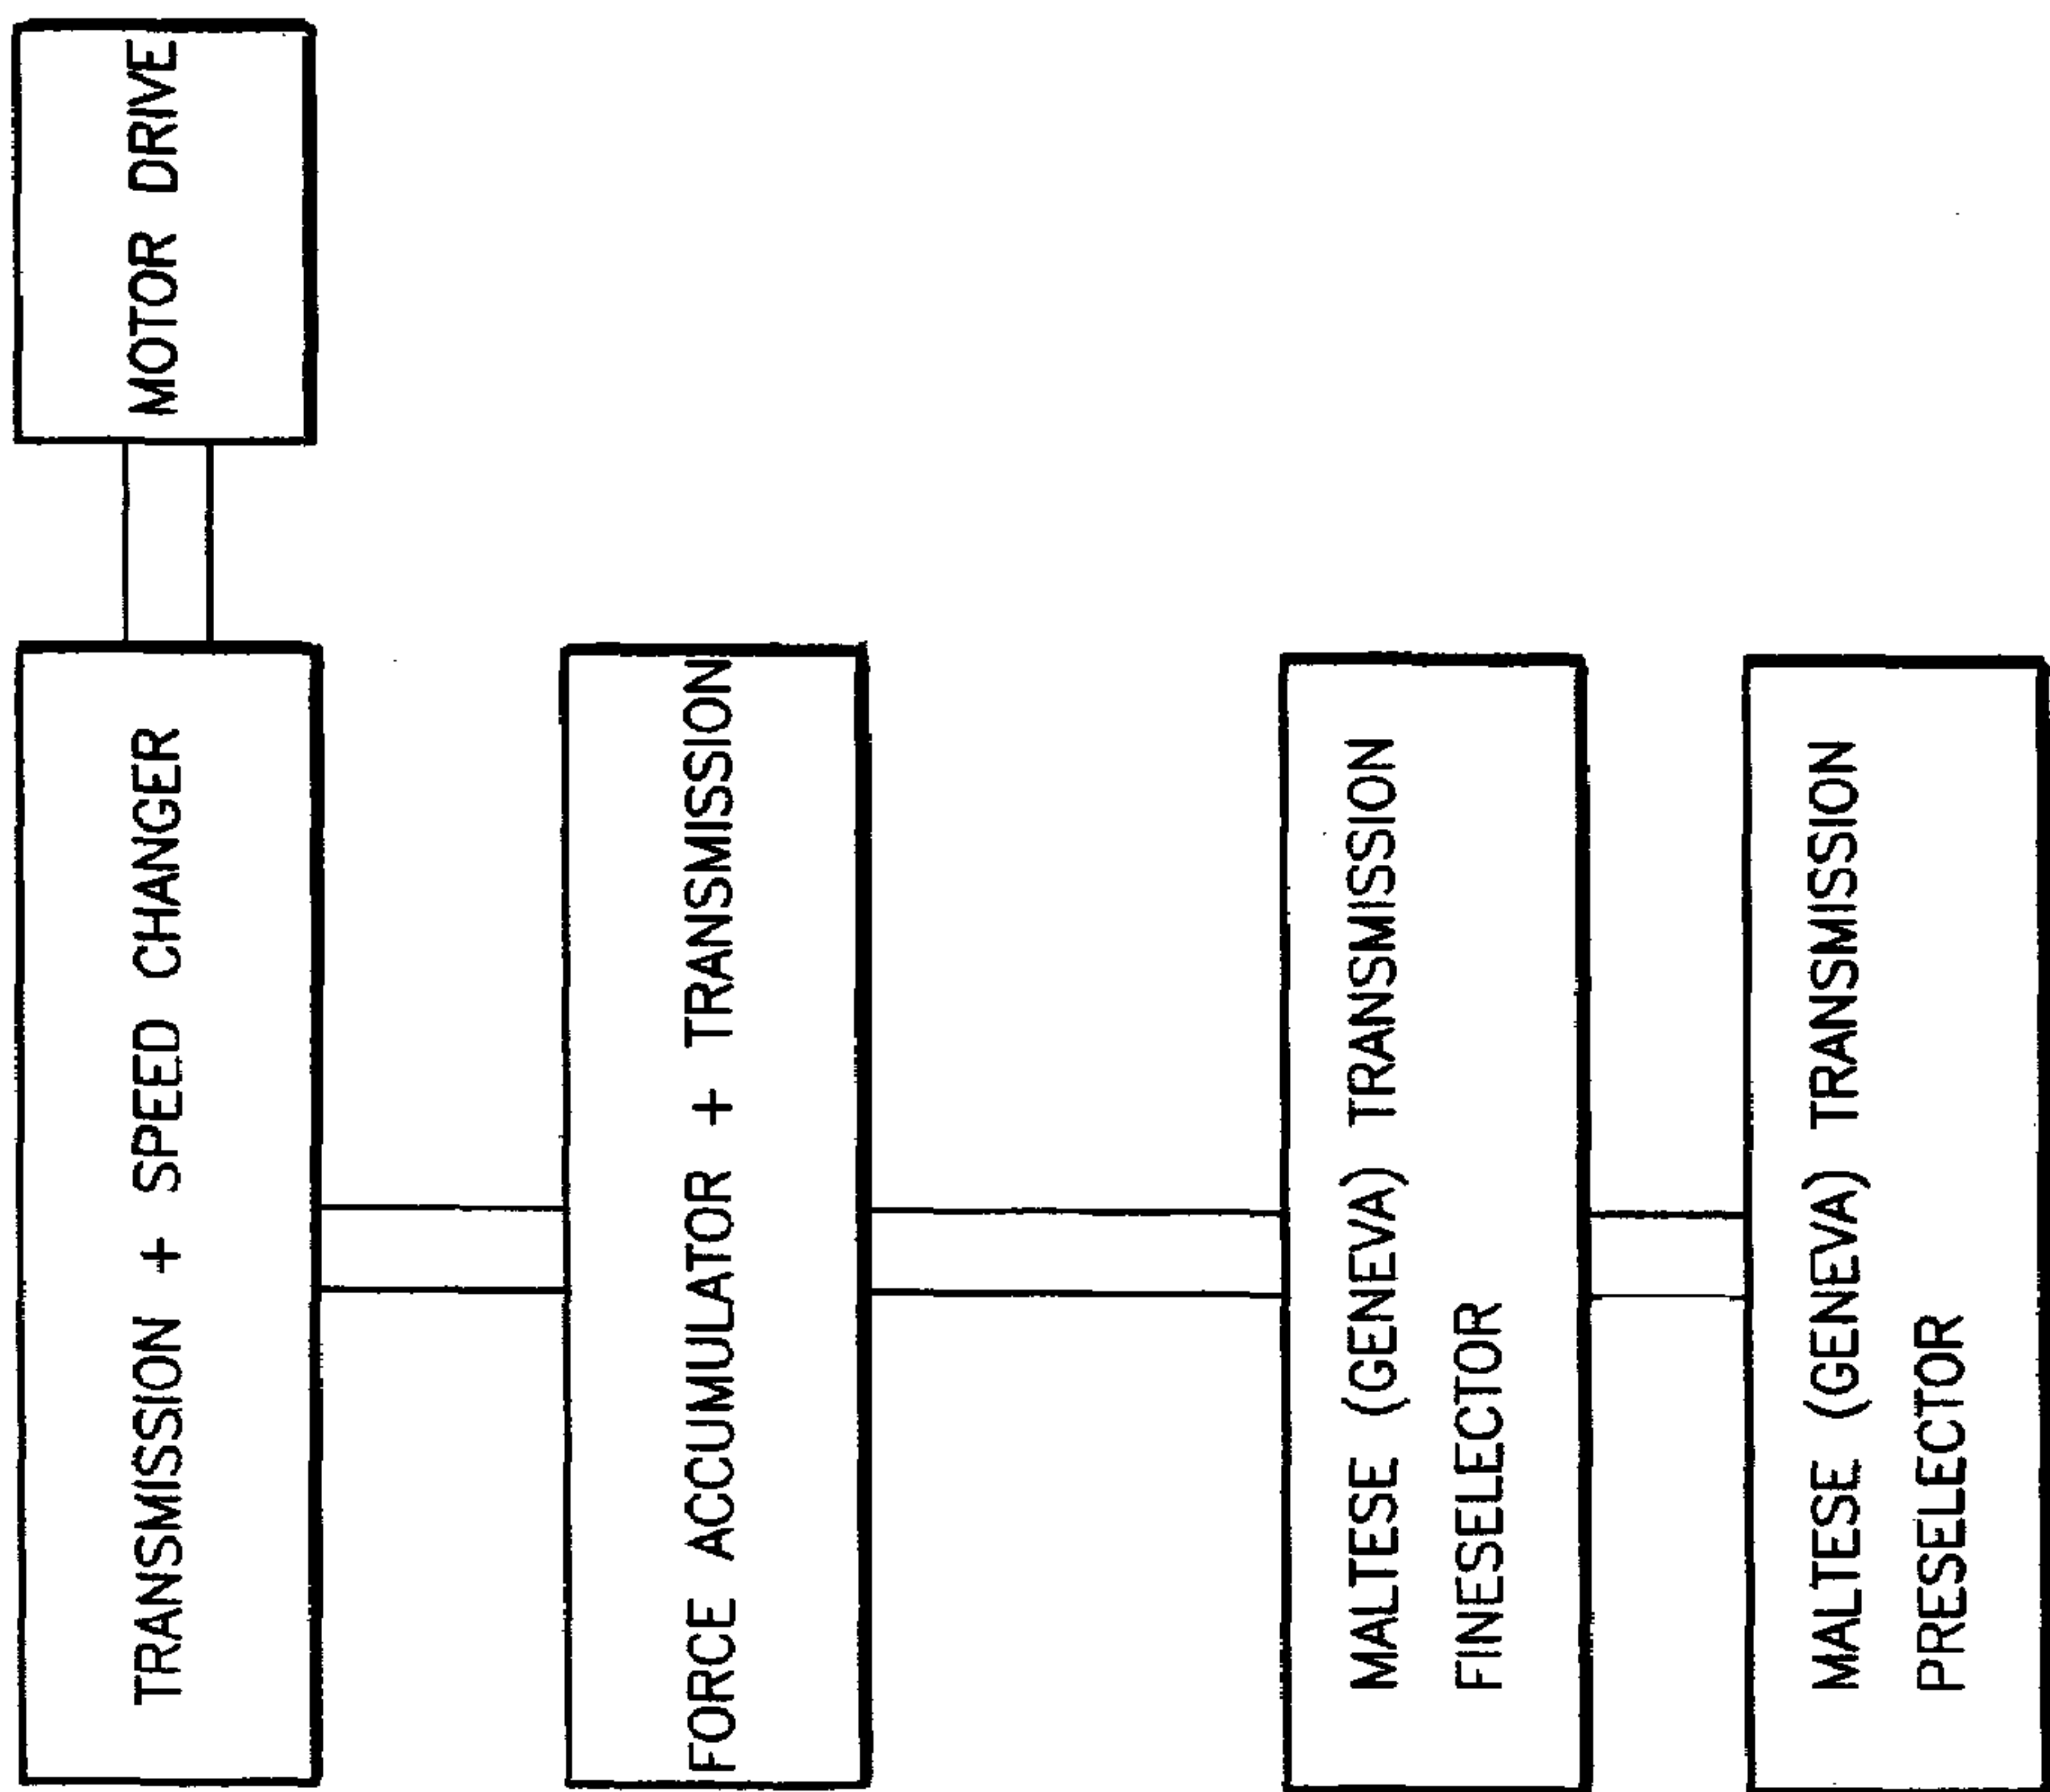 TRANSMISSION + SPEED CHANGER
MOTOR DRIVE
FORCE ACCUMULATOR + TRANSMISSION
MALTESE (GENEVA) TRANSMISSION
FINESELECTOR
MALTESE (GENEVA) TRANSMISSION
PRESELECTOR